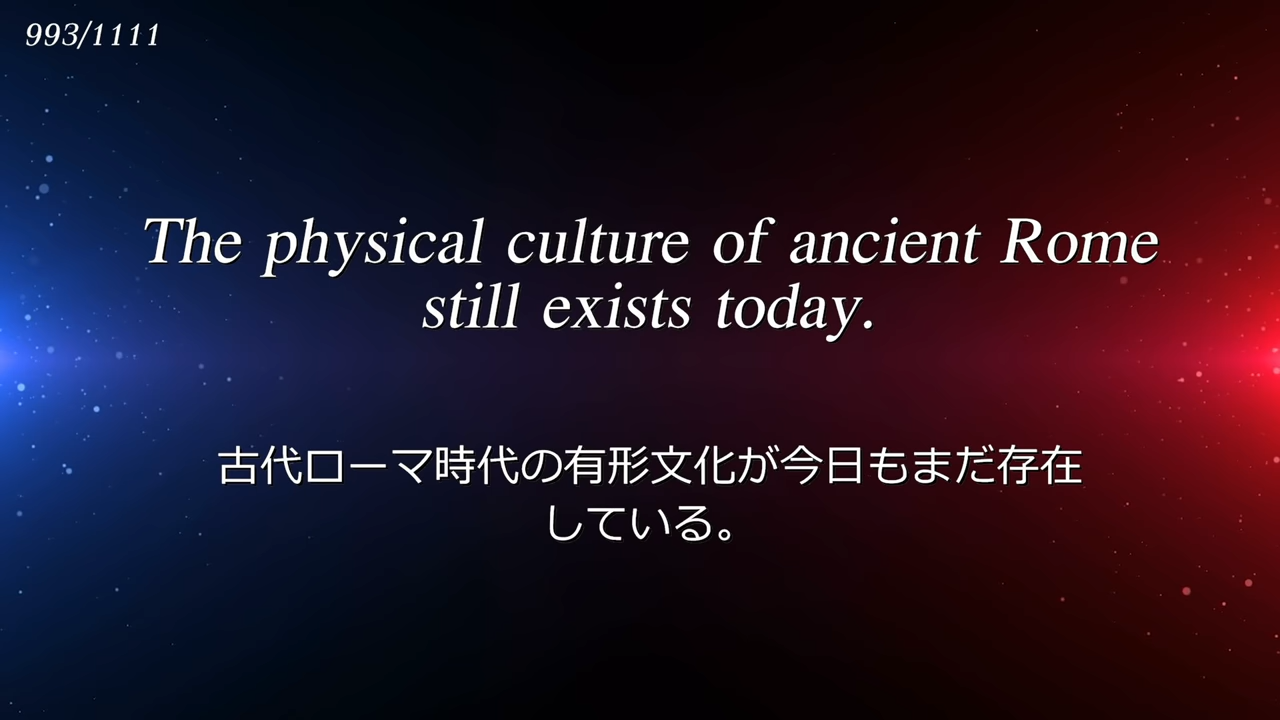 993/1111
The physical culture of ancient Rome
still exists today.
古代ローマ時代の有形文化が今日もまだ存在
している。